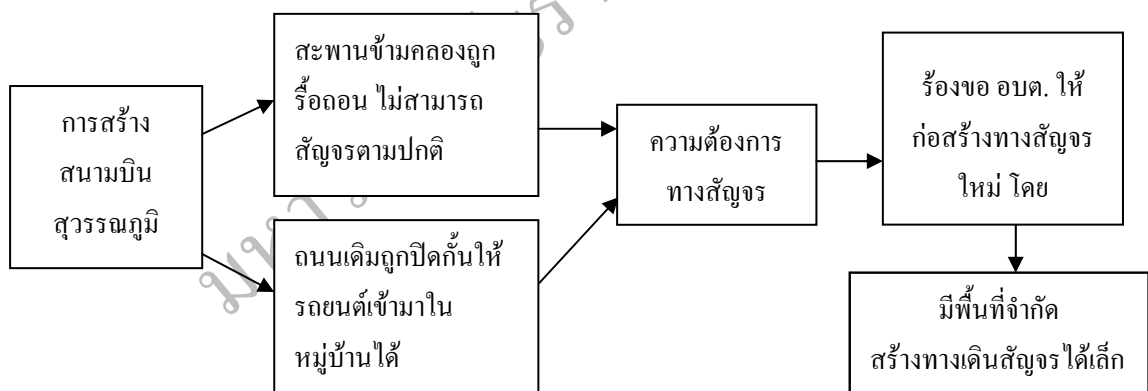 การสร้าง
สนามบิน
สุวรรณภูมิ
สะพานข้ามคลองถูก
รื้อถอน ไม่สามารถ
สัญจรตามปกติ
ถนนเดิมถูกปิดกั้นให้
รถยนต์เข้ามาใน
หมู่บ้านได้
ความต้องการ
ทางสัญจร
ร้องขอ อบต. ให้
ก่อสร้างทางสัญจร
ใหม่ โดย
มีพื้นที่จำกัด
สร้างทางเดินสัญจรได้เล็ก